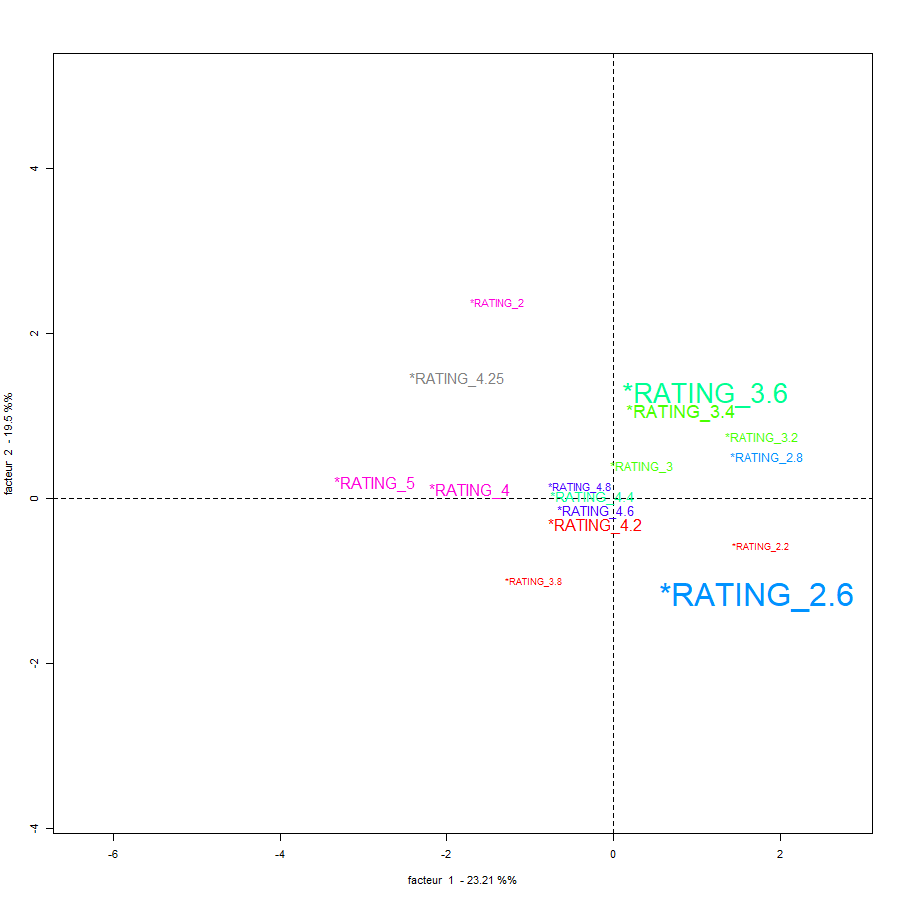 4
2
0
-2
-4
facteur 2 - 19.5 %%
*RATING_2
*RATING_4.25
*RATING_3.6
*RATING_3.4
*RATING_3.2
*RATING_2.8
*RATING_3
*RATING_5
*RATING_4
*RATING_4.8
*RATING_4.4
*RATING_4.6
*RATING_4.2
*RATING_2.2
*RATING_3.8
*RATING_2.6
-6 -4 -2 0 2
facteur 1 - 23.21 %%